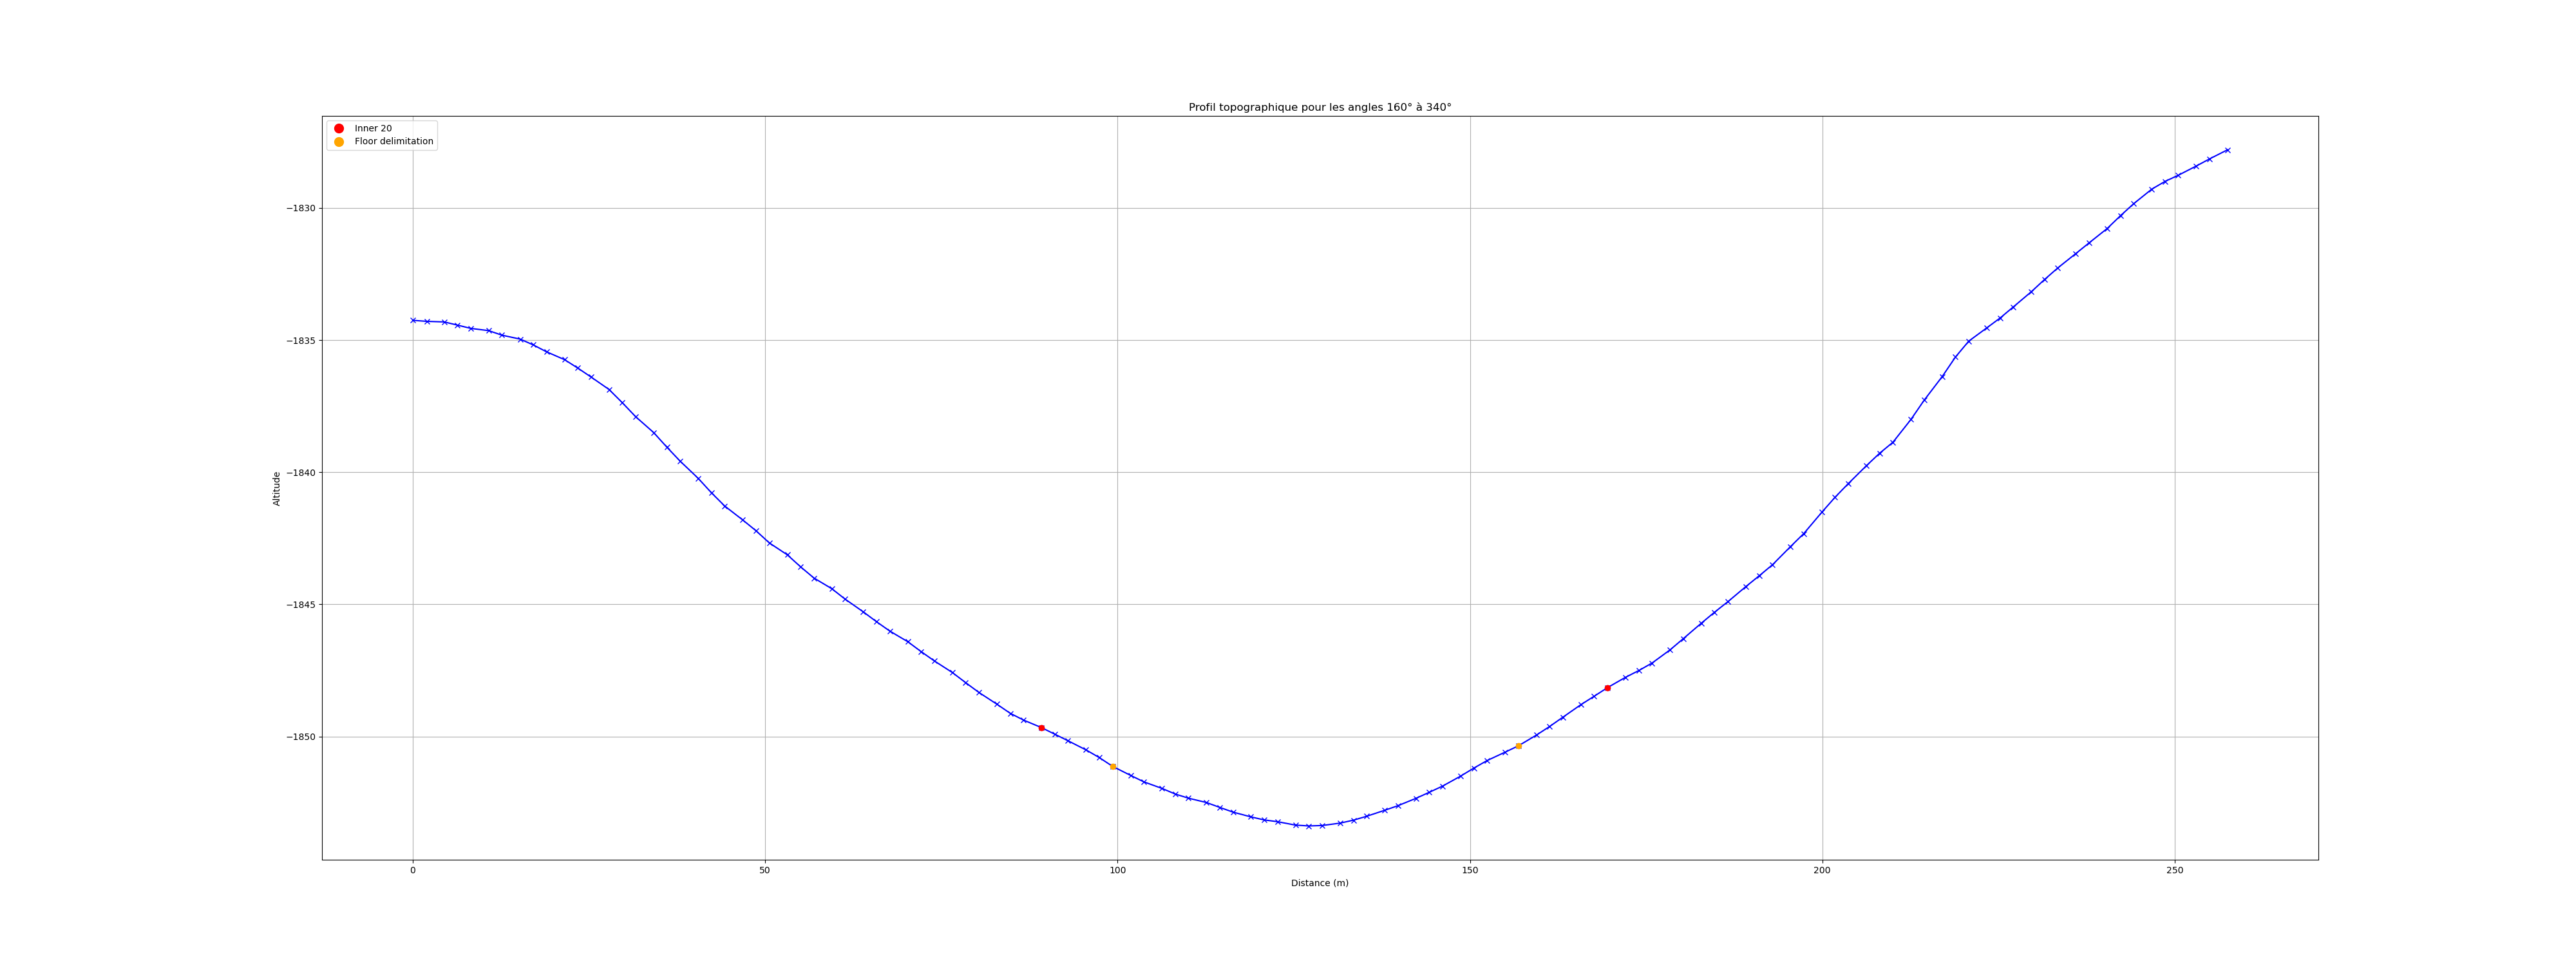 Profil topographique pour les angles 160° à 340°
Inner 20
Floor delimitation
−1830
−1835
−1840
−1845
−1850
Altitude
0
50
100
150
200
250
Distance (m)